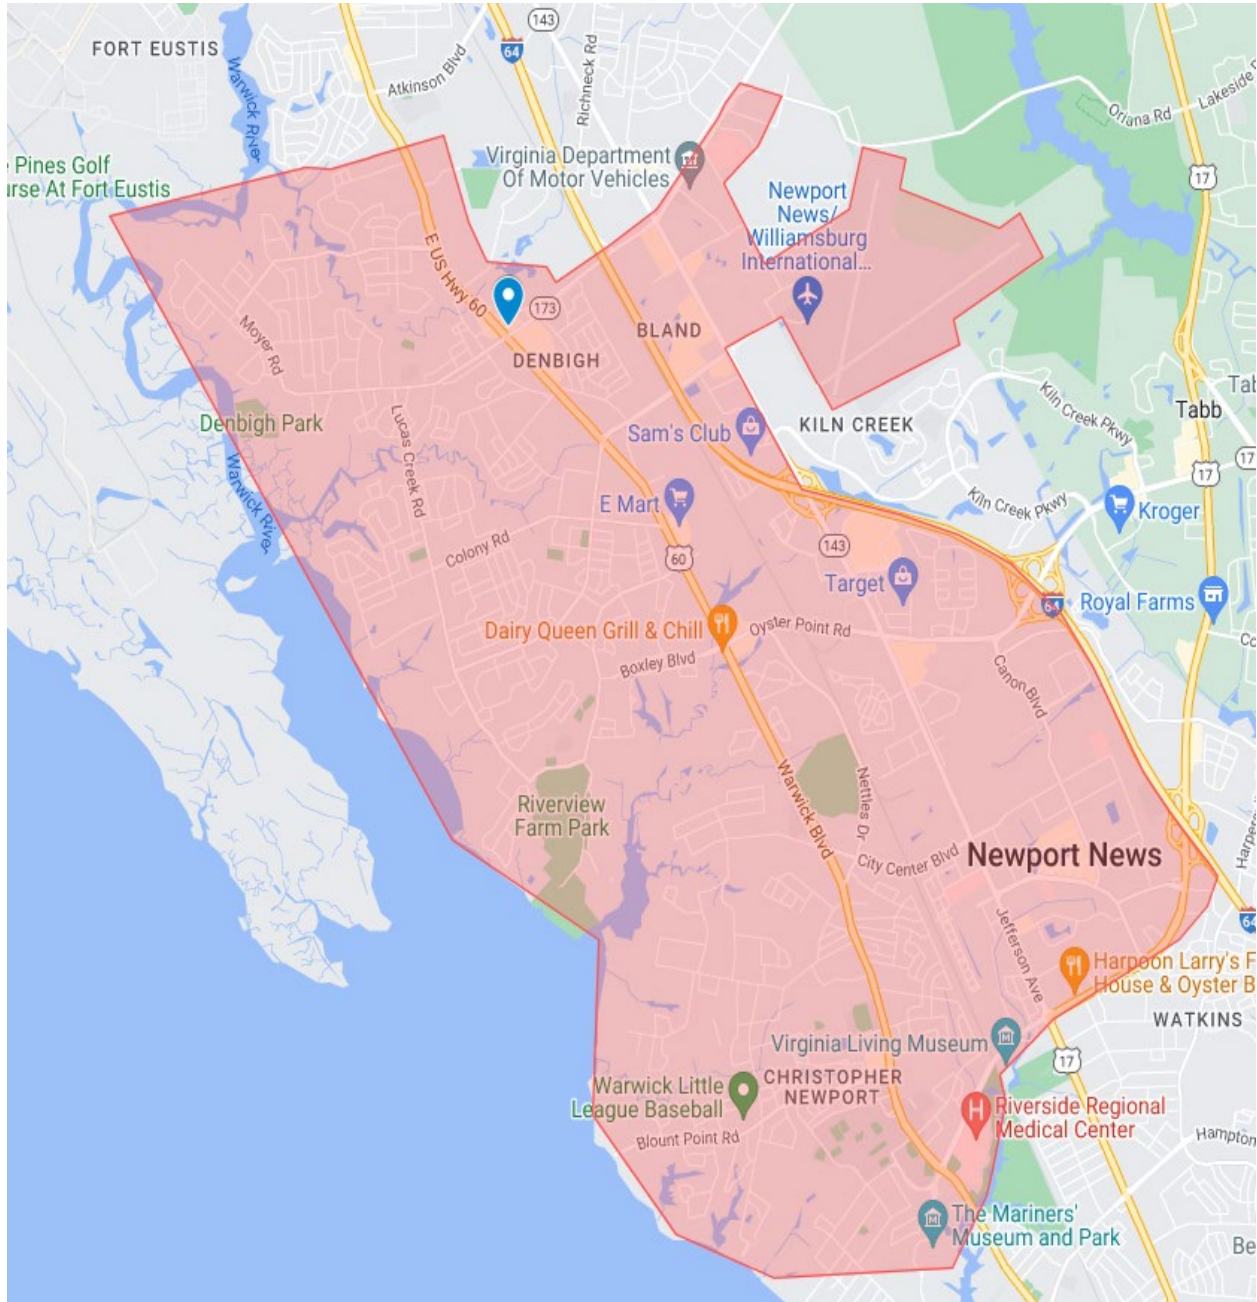 143
FORT EUSTIS
64
Atkinson Blvd
Richneck Rd
Warwick River
Oriana Rd
Lakeside
Pines Golf
urse At Fort Eustis
Virginia Department
Of Motor Vehicles
17
Newport
News/
Williamsburg
International...
E US Hwy 60
173
BLAND
DENBIGH
Moyer Rd
Kiln Creek Pkwy
Tabb
Denbigh Park
Lucas Creek Rd
Sam's Club
KILN CREEK
Warwick River
17
E Mart
Kiln Creek Pkwy
Kroger
Colony Rd
143
60
Target
64
Royal Farms
Dairy Queen Grill & Chill
Oyster Point Rd
Boxley Blvd
Canon Blvd
Riverview
Farm Park
Warwick Blvd
Nettles Dr
City Center Blvd
Newport News
64
Jefferson Ave
Harpoon Larry's F
House & Oyster B
WATKINS
Virginia Living Museum
17
Warwick Little
League Baseball
CHRISTOPHER
NEWPORT
Riverside Regional
Medical Center
Blount Point Rd
Hampton
The Mariners'
Museum and Park
Be